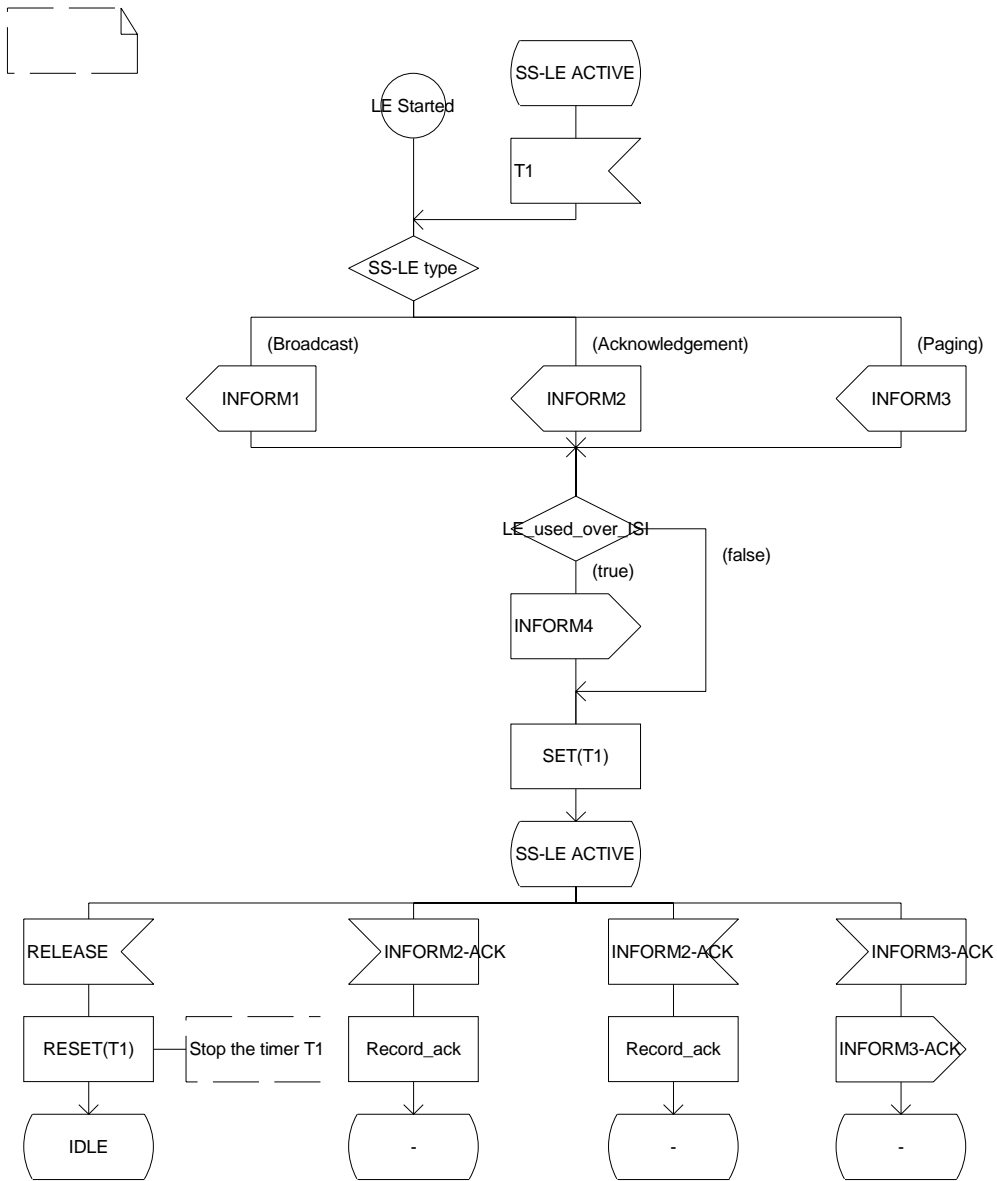 SS-LE ACTIVE
LE Started
T1
SS-LE type
(Broadcast)
(Acknowledgement)
(Paging)
INFORM1
INFORM2
INFORM3
LE_used_over_ISI
(false)
(true)
INFORM4
SET(T1)
SS-LE ACTIVE
RELEASE
INFORM2-ACK
INFORM2-ACK
INFORM3-ACK
RESET(T1)
Stop the timer T1
Record_ack
Record_ack
INFORM3-ACK
IDLE
-
-
-